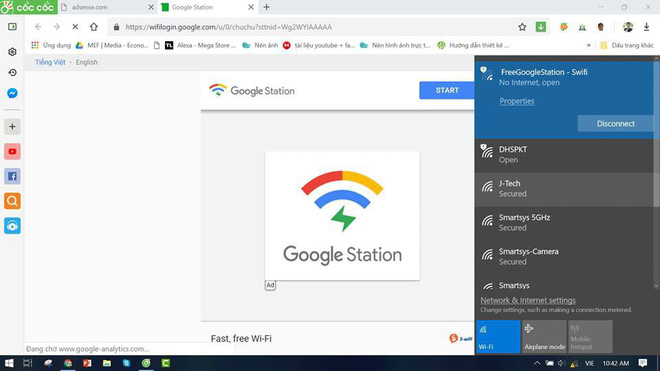 CỐC CỐC
adsense.com
Google Station
https://wifilogin.google.com/u/0/chuchu?sttnid=Wg2WYIAAAAA
Ứng dụng
MEF | Media - Econo...
TL
Alexa - Mega Store ...
Nén ảnh
tài liệu youtube + fa...
Nén hình ảnh trực t...
Hướng dẫn thiết kế ...
»
Dấu trang khác
Tiếng Việt - English
Google Station
START
Google Station
Ad
Fast, free Wi-Fi
S-wifi
Đang chờ www.google-analytics.com...
FreeGoogleStation - Swifi
No Internet, open
Properties
Disconnect
DHSPKT
Open
J-Tech
Secured
Smartsys 5GHz
Secured
Smartsys-Camera
Secured
Smartsys
Network & Internet settings
Change settings, such as making a connection metered.
Wi-Fi
Airplane mode
Mobile
hotspot
VIE
10:42 AM